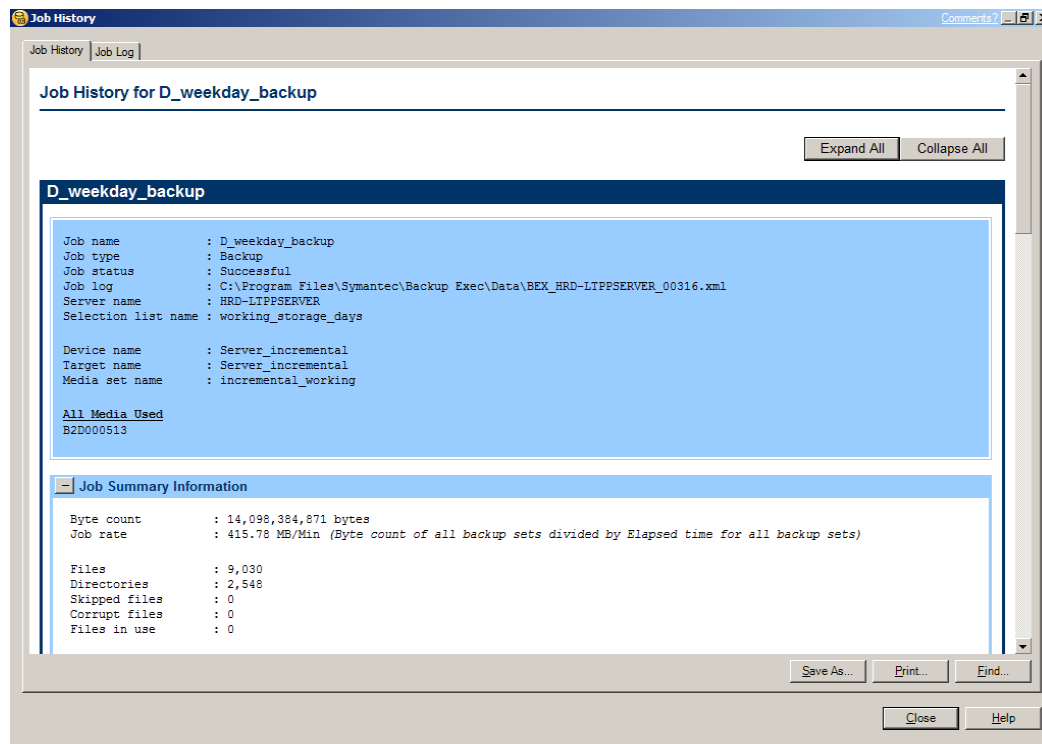 Job History
Comments?
Job History
Job Log
Job History for D_weekday_backup
Expand All
Collapse All
D_weekday_backup
Job name : D_weekday_backup
Job type : Backup
Job status : Successful
Job log : C:\Program Files\Symantec\Backup Exec\Data\BEX_HRD-LTPPSERVER_00316.xml
Server name : HRD-LTPPSERVER
Selection list name : working_storage_days
Device name : Server_incremental
Target name : Server_incremental
Media set name : incremental_working
All Media Used
B2D000513
Job Summary Information
Byte count : 14,098,384,871 bytes
Job rate : 415.78 MB/Min (Byte count of all backup sets divided by Elapsed time for all backup sets)
Files : 9,030
Directories : 2,548
Skipped files : 0
Corrupt files : 0
Files in use : 0
Save As...
Print...
Find...
Close
Help